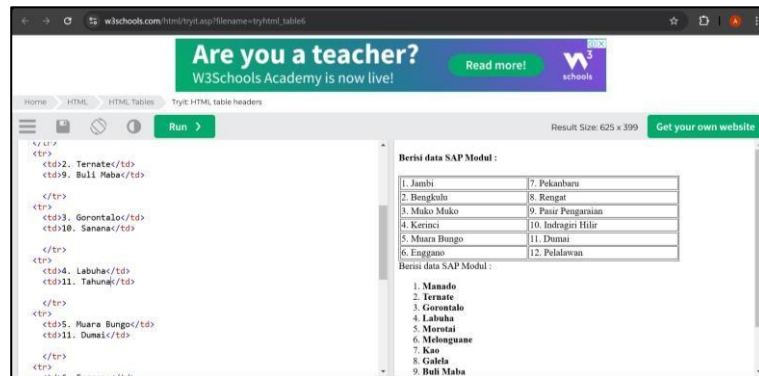 w3schools.com/html/tryit.asp?filename=tryhtml_table6
Are you a teacher?
W3Schools Academy is now live!
Read more!
W3
schools
Home
HTML
HTML Tables
Tryit: HTML table headers
Run ❯
Result Size: 625 x 399
Get your own website
</tr>
<tr>
<td>2. Ternate</td>
<td>9. Buli Maba</td>
</tr>
<tr>
<td>3. Gorontalo</td>
<td>10. Sanana</td>
</tr>
<tr>
<td>4. Labuha</td>
<td>11. Tahuna</td>
</tr>
<tr>
<td>5. Muara Bungo</td>
<td>11. Dumai</td>
</tr>
<tr>
Berisi data SAP Modul :
1. Jambi 7. Pekanbaru
2. Bengkulu 8. Rengat
3. Muko Muko 9. Pasir Pengaraian
4. Kerinci 10. Indragiri Hilir
5. Muara Bungo 11. Dumai
6. Enggano 12. Pelalawan
Berisi data SAP Modul :
1. Manado
2. Ternate
3. Gorontalo
4. Labuha
5. Morotai
6. Melonguane
7. Kao
8. Galela
9. Buli Maba